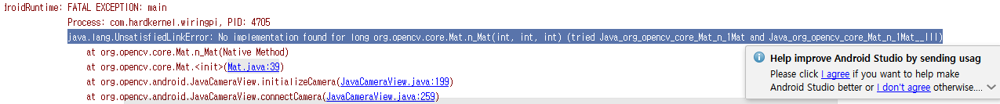 droidRuntime: FATAL EXCEPTION: main
Process: com.hardkernel.wiringpi, PID: 4705
java.lang.UnsatisfiedLinkError: No implementation found for long org.opencv.core.Mat.n_Mat(int, int, int) (tried Java_org_opencv_core_Mat_n_1Mat and Java_org_opencv_core_Mat_n_1Mat__III)
at org.opencv.core.Mat.n_Mat(Native Method)
at org.opencv.core.Mat.<init>(Mat.java:39)
at org.opencv.android.JavaCameraView.initializeCamera(JavaCameraView.java:199)
at org.opencv.android.JavaCameraView.connectCamera(JavaCameraView.java:259)
Help improve Android Studio by sending usag
Please click I agree if you want to help make
Android Studio better or I don't agree otherwise....